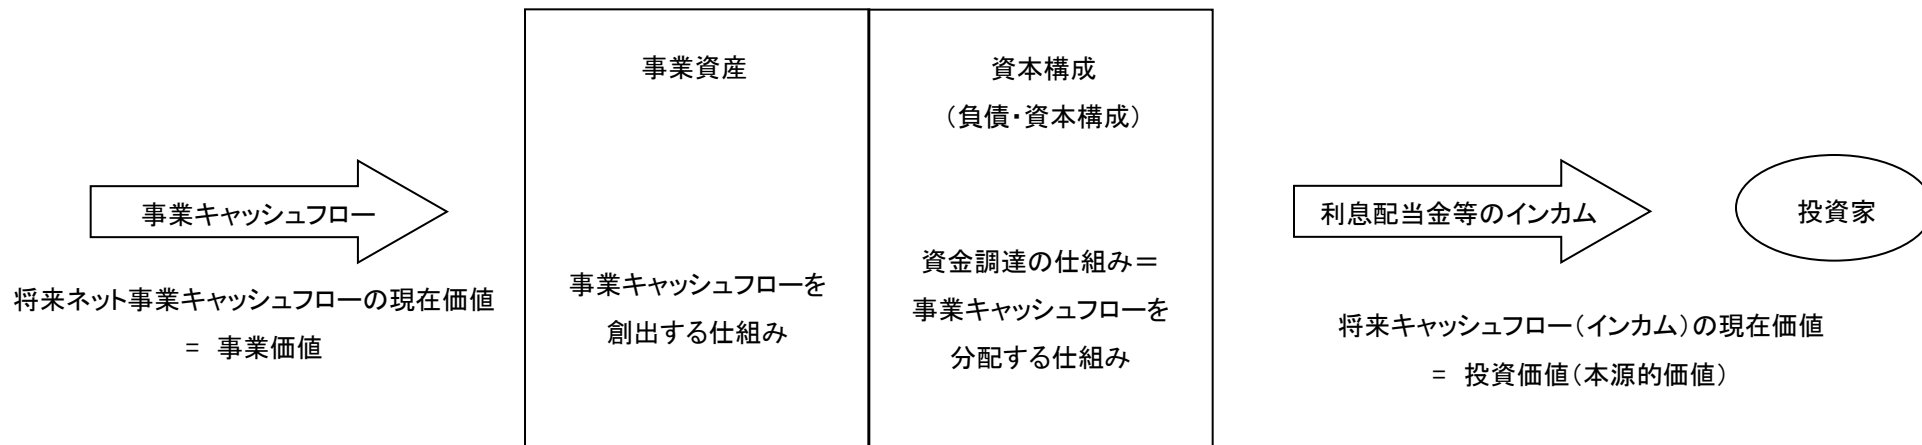 事業キャッシュフロー
将来ネット事業キャッシュフローの現在価値
= 事業価値
事業資産
事業キャッシュフローを
創出する仕組み
資本構成
（負債・資本構成）
資金調達の仕組み＝
事業キャッシュフローを
分配する仕組み
利息配当金等のインカム
将来キャッシュフロー（インカム）の現在価値
= 投資価値（本源的価値）
投資家